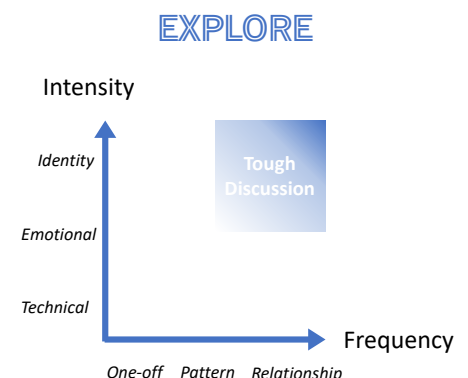 EXPLORE
Intensity
Identity
Tough
Discussion
Emotional
Technical
Frequency
One-off Pattern Relationship